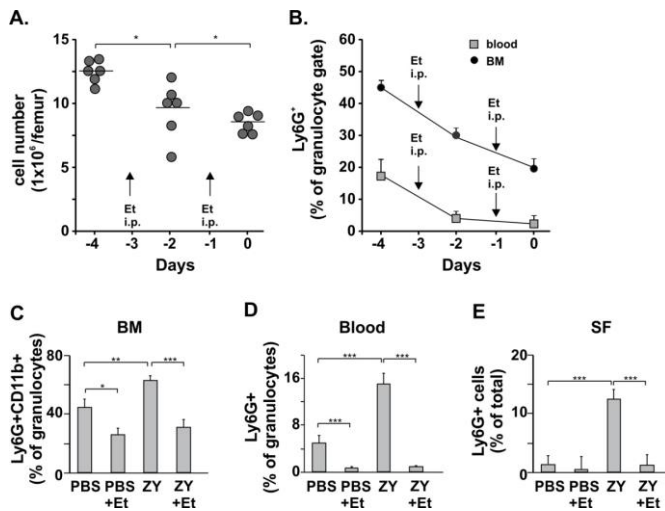 A.
15
10
5
0
cell number
(1x10⁶/femur)
*
*
Et
i.p.
Et
i.p.
-4
-3
-2
-1
0
Days
B.
blood
BM
60
50
40
30
20
10
0
Ly6G⁺
(% of granulocyte gate)
Et
i.p.
Et
i.p.
Et
i.p.
Et
i.p.
-4
-3
-2
-1
0
Days
C
BM
80
40
0
Ly6G+CD11b+
(% of granulocytes)
**
***
*
PBS
PBS
+Et
ZY
ZY
+Et
D
Blood
16
8
0
Ly6G+
(% of granulocytes)
***
***
***
PBS
PBS
+Et
ZY
ZY
+Et
E
SF
20
10
0
Ly6G+ cells
(% of total)
***
***
PBS
PBS
+Et
ZY
ZY
+Et